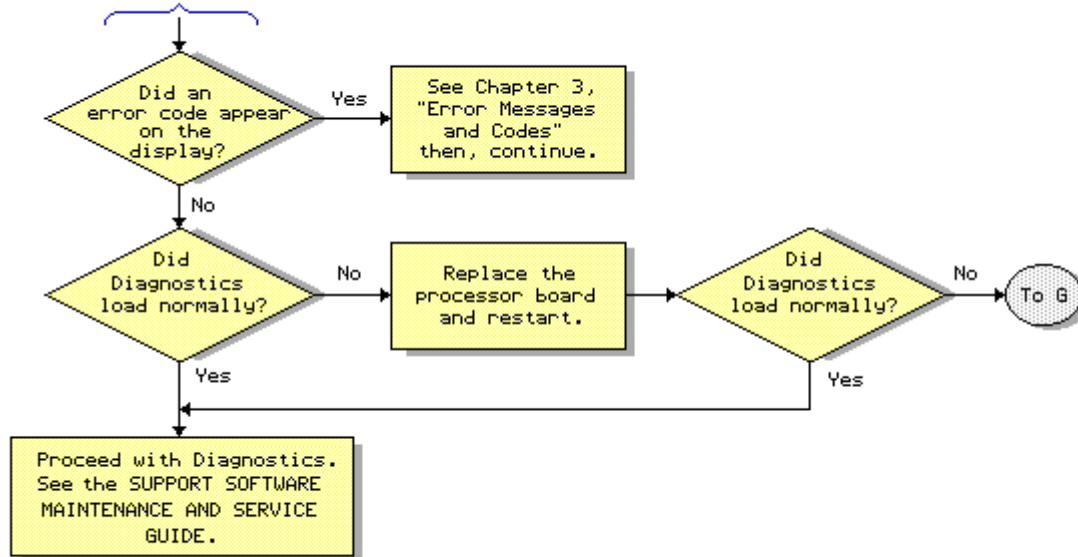 Did an
error code appear
on the
display?
Yes
See Chapter 3,
"Error Messages
and Codes"
then, continue.
No
Did
Diagnostics
load normally?
No
Replace the
processor board
and restart.
Did
Diagnostics
load normally?
No
To G
Yes
Yes
Proceed with Diagnostics.
See the SUPPORT SOFTWARE
MAINTENANCE AND SERVICE
GUIDE.